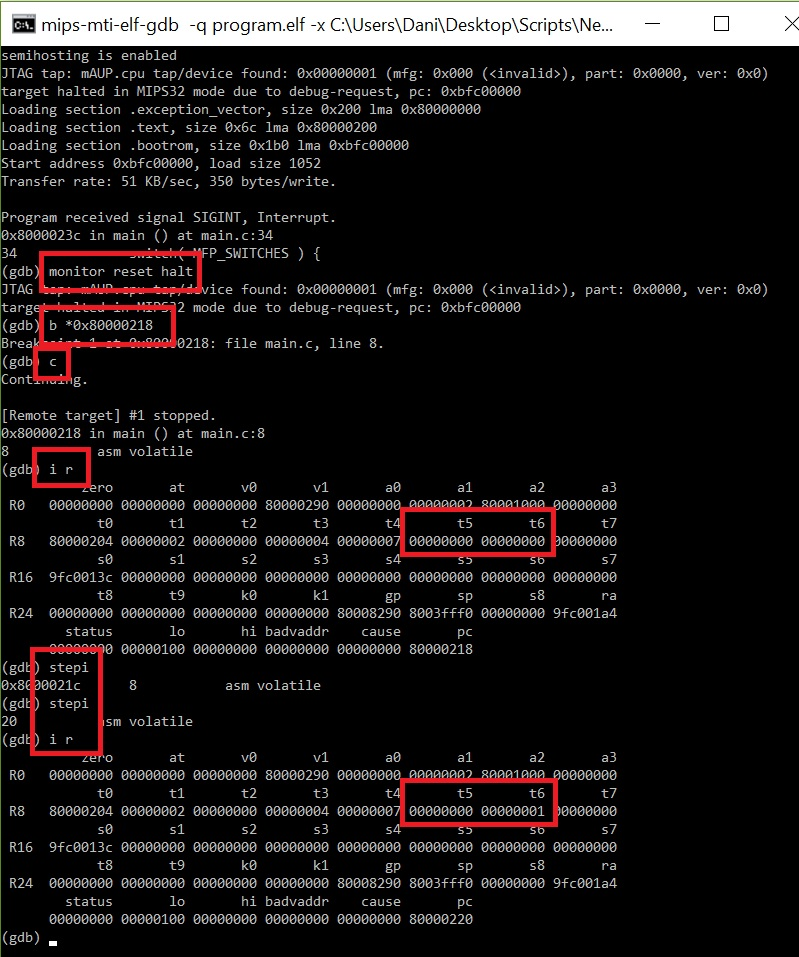 mips-mti-elf-gdb -q program.elf -x C:\Users\Dani\Desktop\Scripts\Ne...
semihosting is enabled
JTAG tap: mAUP.cpu tap/device found: 0x00000001 (mfg: 0x000 (<invalid>), part: 0x0000, ver: 0x0)
target halted in MIPS32 mode due to debug-request, pc: 0xbfc00000
Loading section .exception_vector, size 0x200 lma 0x80000000
Loading section .text, size 0x6c lma 0x80000200
Loading section .bootrom, size 0x1b0 lma 0xbfc00000
Start address 0xbfc00000, load size 1052
Transfer rate: 51 KB/sec, 350 bytes/write.
Program received signal SIGINT, Interrupt.
0x8000023c in main () at main.c:34
34 switch( MFP_SWITCHES ) {
(gdb) monitor reset halt
JTAG tap: mAUP.cpu tap/device found: 0x00000001 (mfg: 0x000 (<invalid>), part: 0x0000, ver: 0x0)
target halted in MIPS32 mode due to debug-request, pc: 0xbfc00000
(gdb) b *0x80000218
Breakpoint 1 at 0x80000218: file main.c, line 8.
(gdb) c
Continuing.
[Remote target] #1 stopped.
0x80000218 in main () at main.c:8
8 asm volatile
(gdb) i r
zero at v0 v1 a0 a1 a2 a3
R0 00000000 00000000 00000000 80000290 00000000 00000002 80001000 00000000
t0 t1 t2 t3 t4 t5 t6 t7
R8 80000204 00000002 00000000 00000004 00000007 00000000 00000000 00000000
s0 s1 s2 s3 s4 s5 s6 s7
R16 9fc0013c 00000000 00000000 00000000 00000000 00000000 00000000 00000000
t8 t9 k0 k1 gp sp s8 ra
R24 00000000 00000000 00000000 00000000 80008290 8003fff0 00000000 9fc001a4
status lo hi badvaddr cause pc
00000000 00000100 00000000 00000000 00000000 80000218
(gdb) stepi
0x8000021c 8 asm volatile
(gdb) stepi
20 asm volatile
(gdb) i r
zero at v0 v1 a0 a1 a2 a3
R0 00000000 00000000 00000000 80000290 00000000 00000002 80001000 00000000
t0 t1 t2 t3 t4 t5 t6 t7
R8 80000204 00000002 00000000 00000004 00000007 00000000 00000001 00000000
s0 s1 s2 s3 s4 s5 s6 s7
R16 9fc0013c 00000000 00000000 00000000 00000000 00000000 00000000 00000000
t8 t9 k0 k1 gp sp s8 ra
R24 00000000 00000000 00000000 00000000 80008290 8003fff0 00000000 9fc001a4
status lo hi badvaddr cause pc
00000000 00000100 00000000 00000000 00000000 80000220
(gdb)